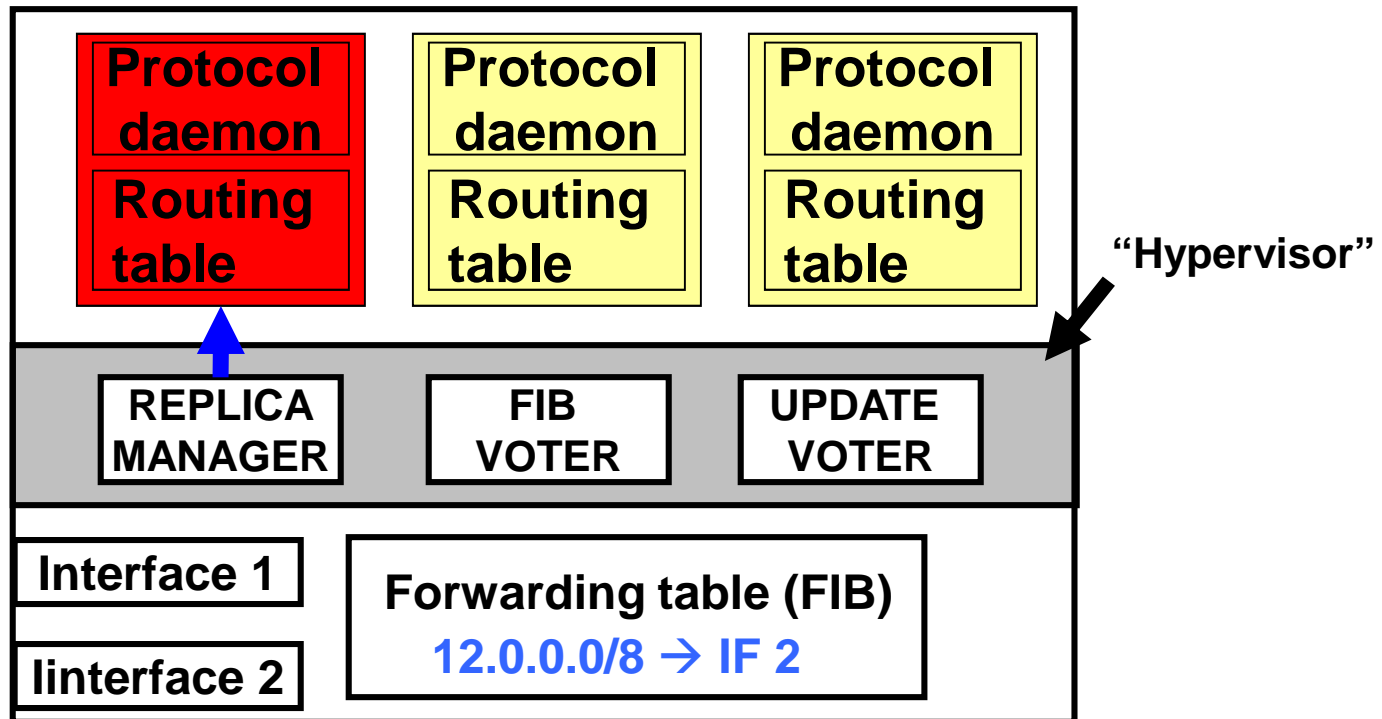 Protocol
daemon
Routing
table
Protocol
daemon
Routing
table
Protocol
daemon
Routing
table
“Hypervisor”
REPLICA
MANAGER
FIB
VOTER
UPDATE
VOTER
Interface 1
Iinterface 2
Forwarding table (FIB)
12.0.0.0/8 → IF 2